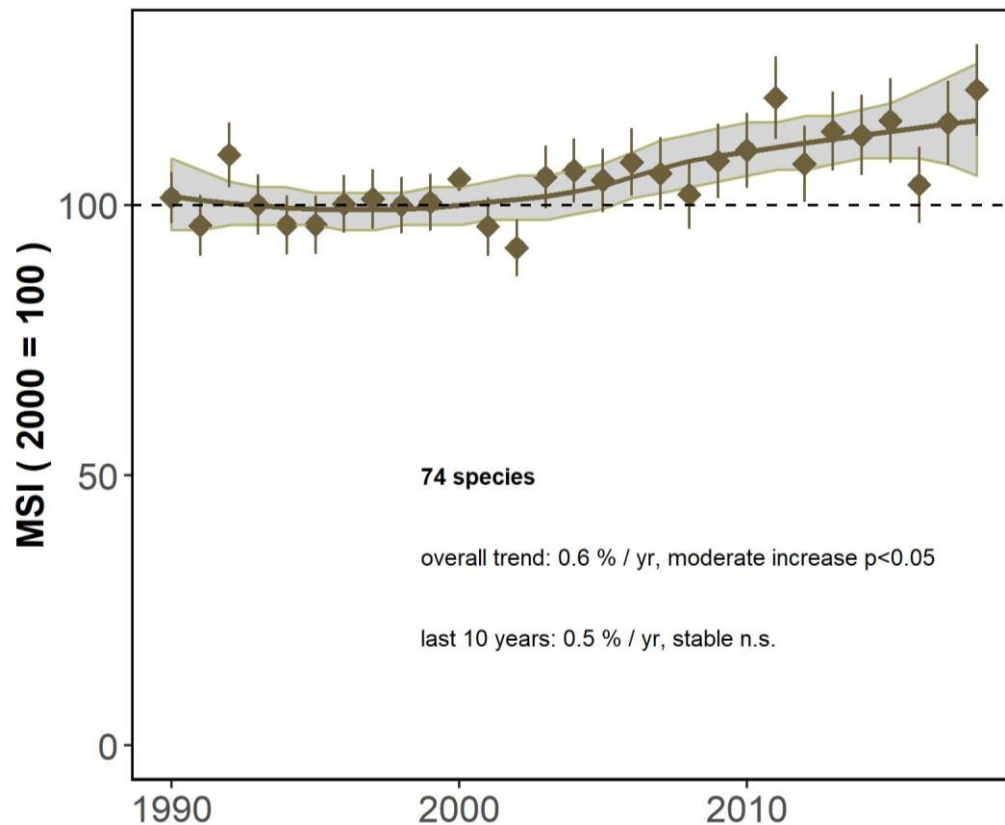 MSI ( 2000 = 100 )
100
50
0
74 species
overall trend: 0.6 % / yr, moderate increase p<0.05
last 10 years: 0.5 % / yr, stable n.s.
1990
2000
2010